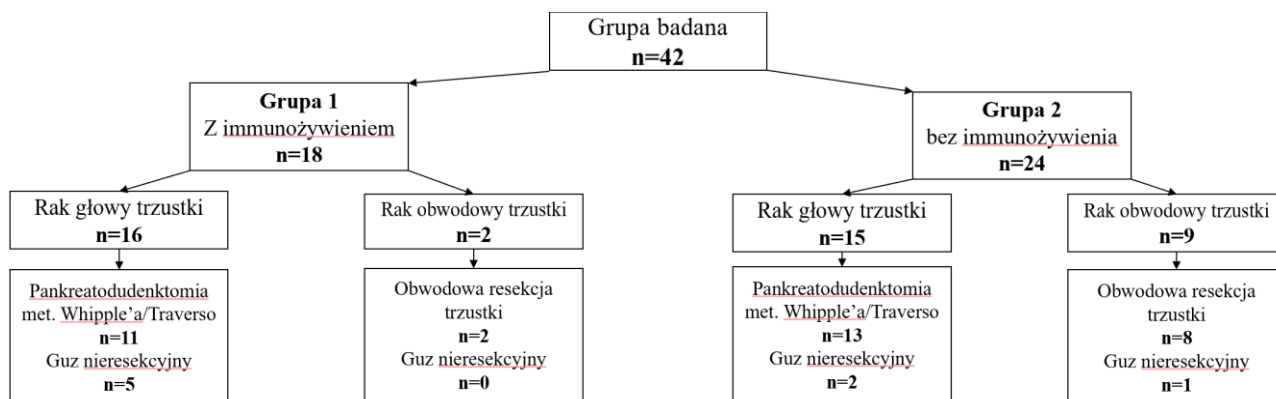 Grupa badana
n=42
Grupa 1
Z immunożywieniem
n=18
Grupa 2
bez immunożywienia
n=24
Rak głowy trzustki
n=16
Rak obwodowy trzustki
n=2
Rak głowy trzustki
n=15
Rak obwodowy trzustki
n=9
Pankreatodudenktomia
met. Whipple’a/Traverso
n=11
Guz nieresekcyjny
n=5
Obwodowa resekcja
trzustki
n=2
Guz nieresekcyjny
n=0
Pankreatodudenktomia
met. Whipple’a/Traverso
n=13
Guz nieresekcyjny
n=2
Obwodowa resekcja
trzustki
n=8
Guz nieresekcyjny
n=1